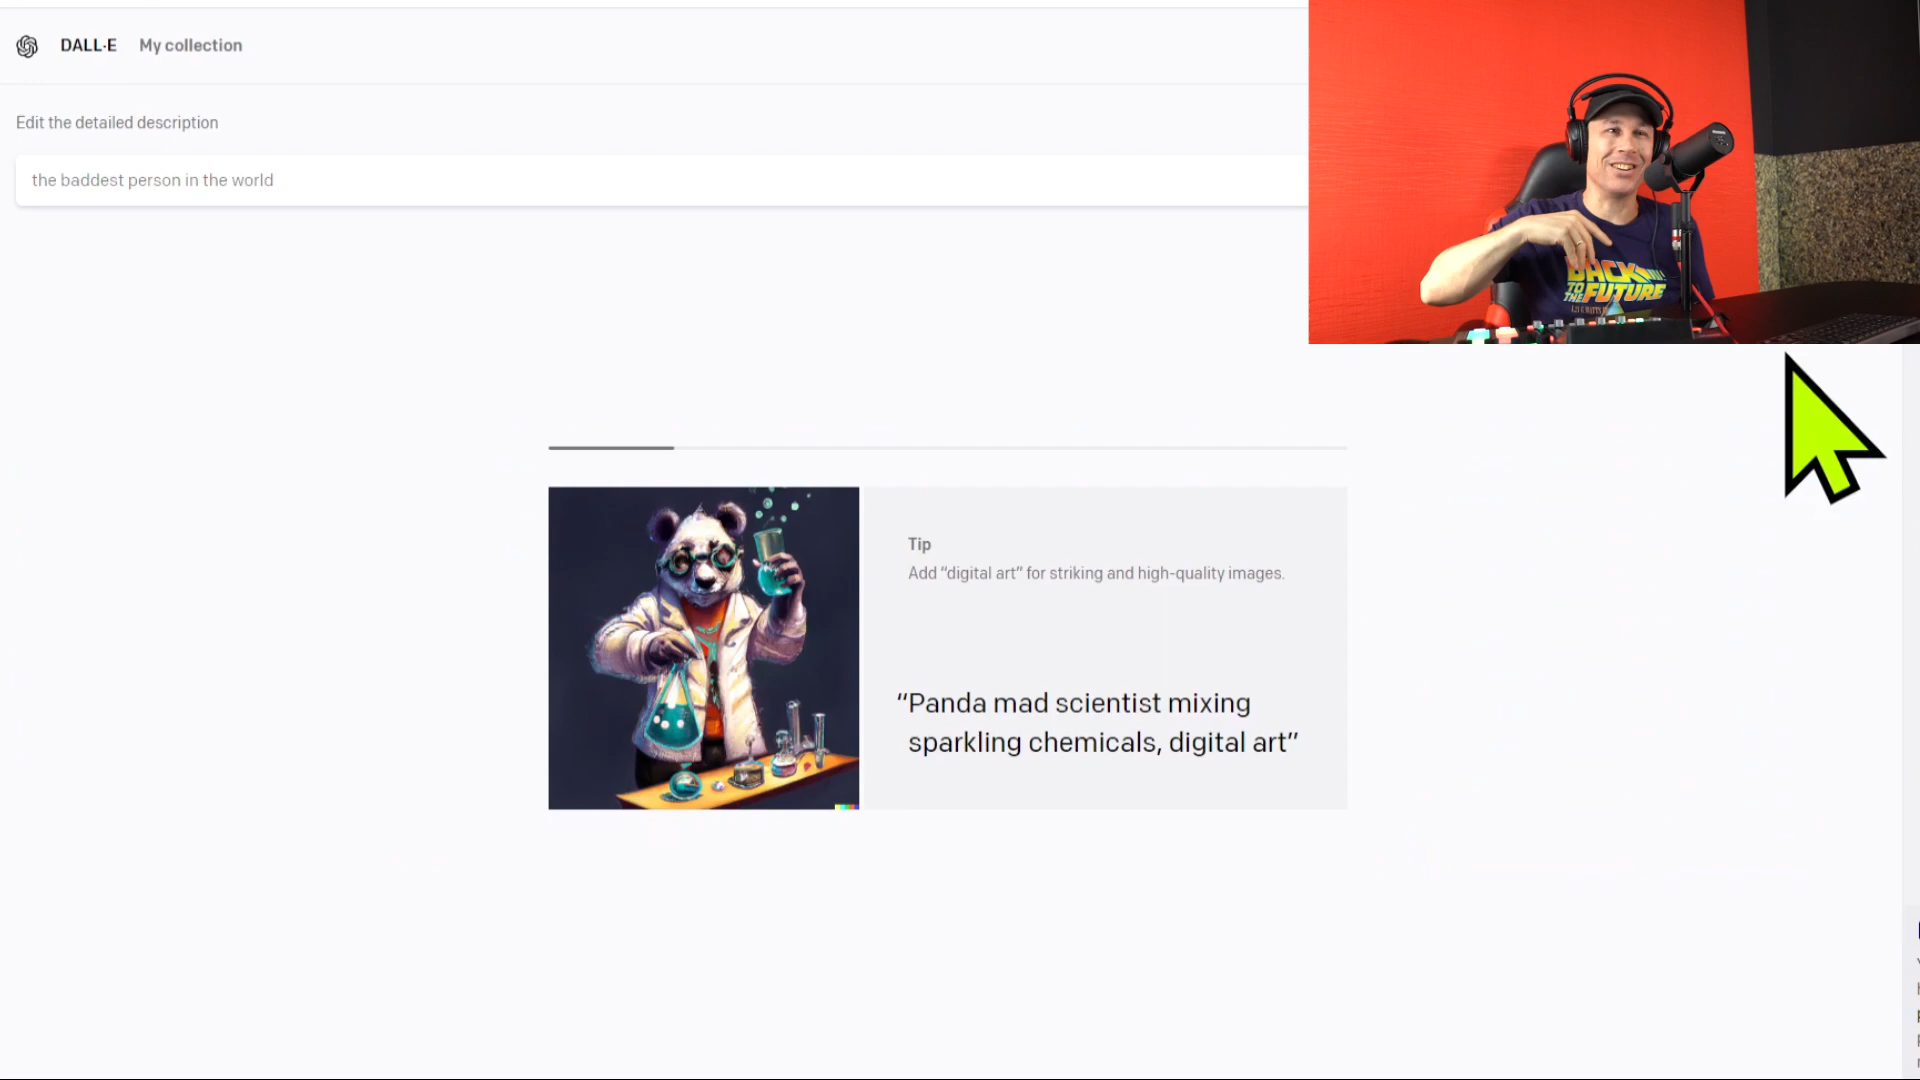 DALL·E My collection
Edit the detailed description
the baddest person in the world
BACK
TO
THE FUTURE
Tip
Add “digital art” for striking and high-quality images.
“Panda mad scientist mixing
sparkling chemicals, digital art”